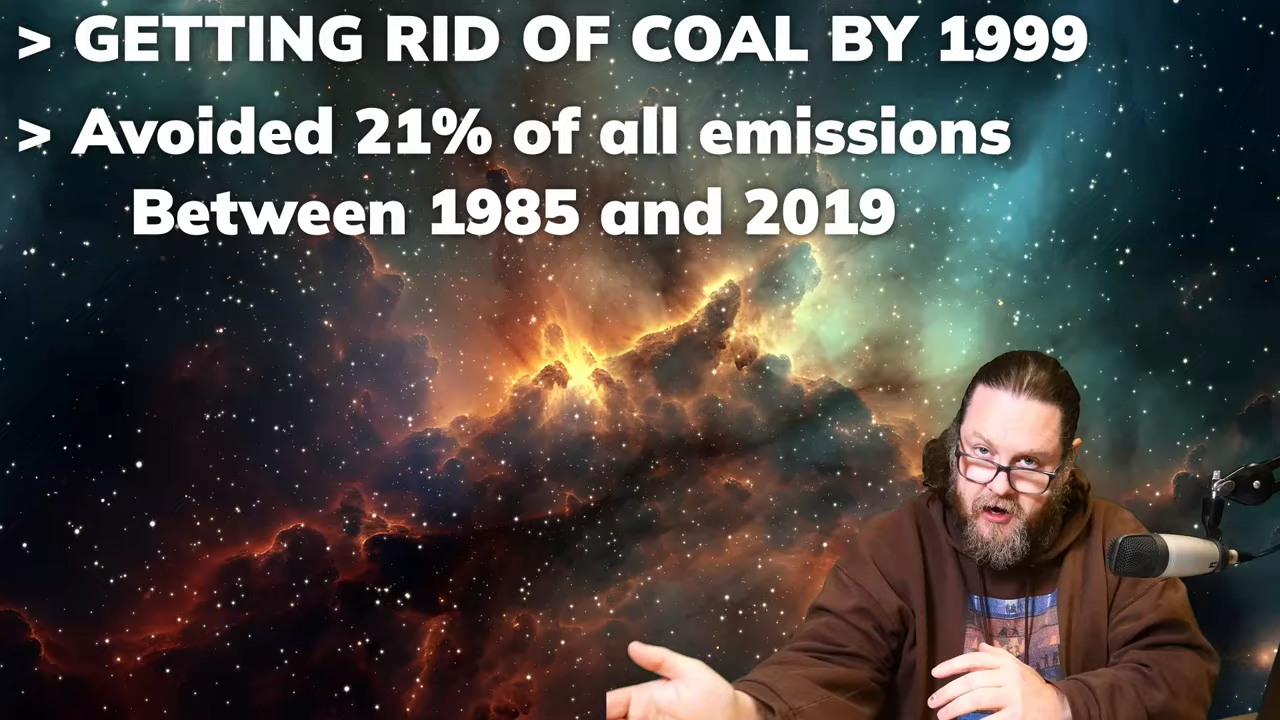 > GETTING RID OF COAL BY 1999
> Avoided 21% of all emissions
Between 1985 and 2019